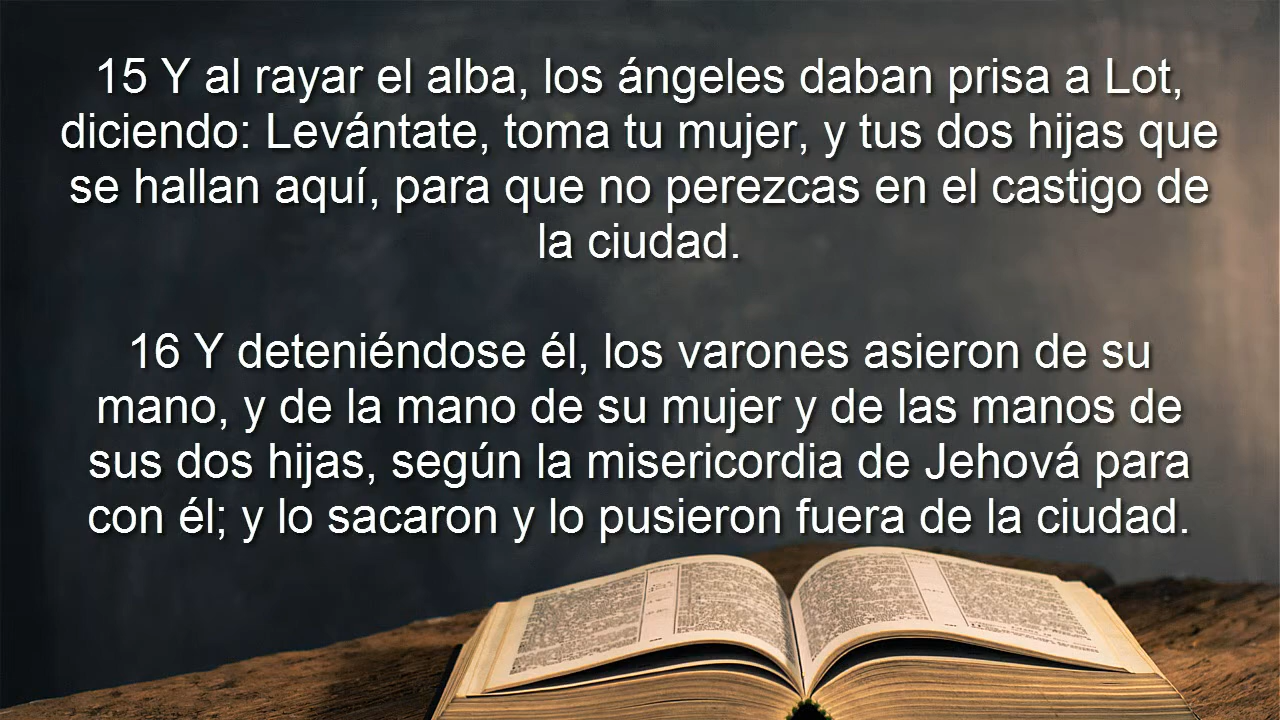 15 Y al rayar el alba, los ángeles daban prisa a Lot,
diciendo: Levántate, toma tu mujer, y tus dos hijas que
se hallan aquí, para que no perezcas en el castigo de
la ciudad.
16 Y deteniéndose él, los varones asieron de su
mano, y de la mano de su mujer y de las manos de
sus dos hijas, según la misericordia de Jehová para
con él; y lo sacaron y lo pusieron fuera de la ciudad.